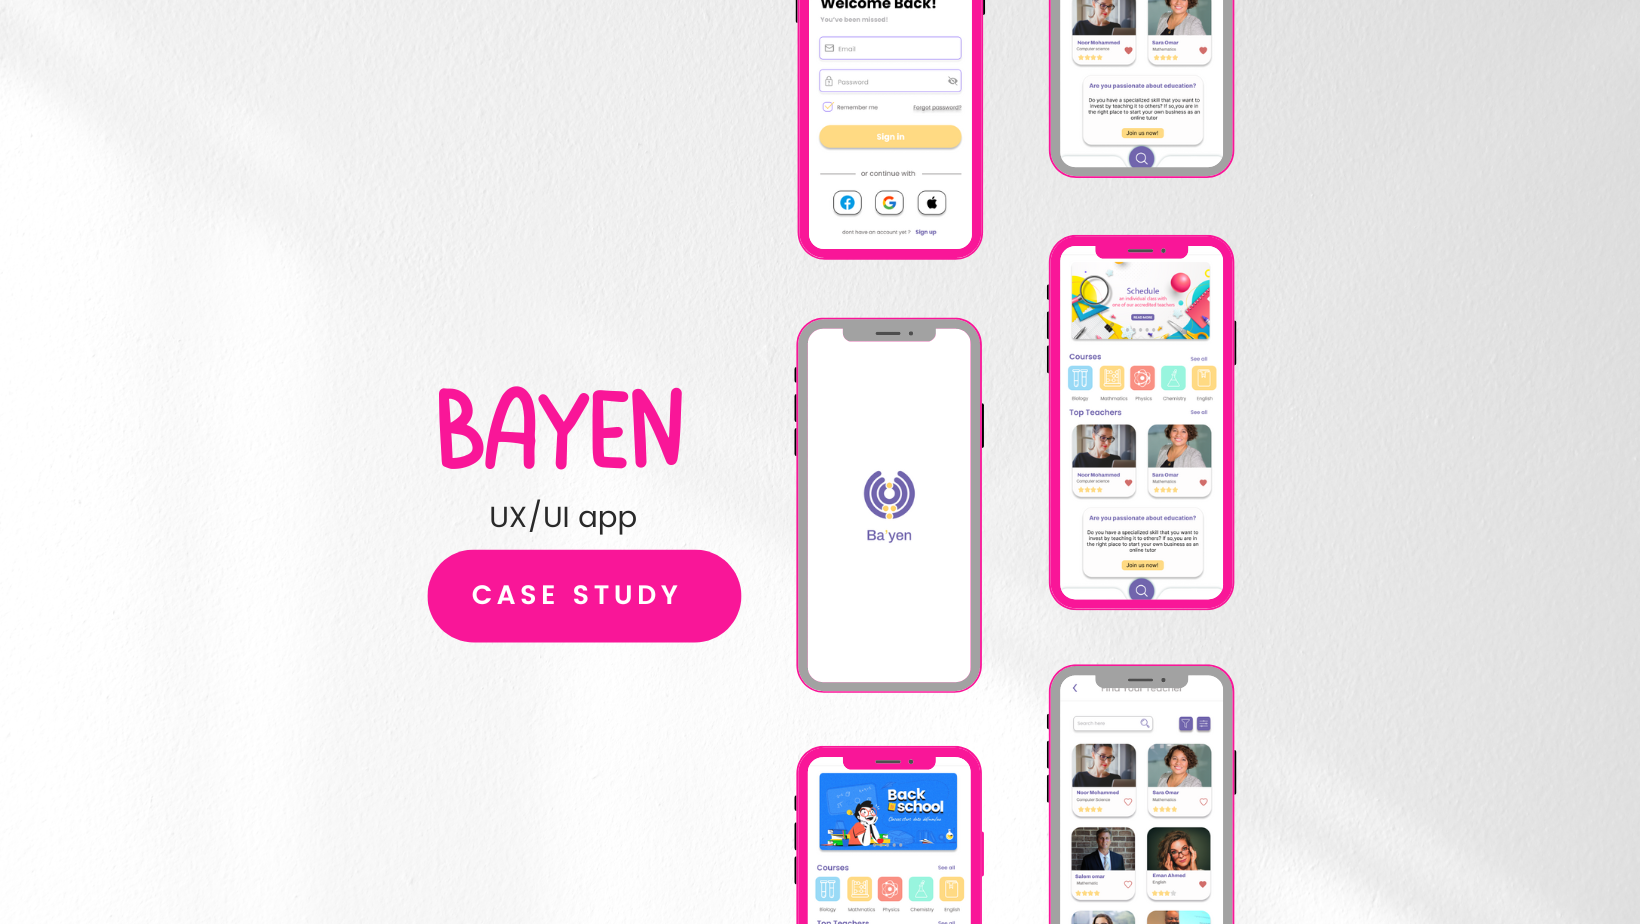 BAYEN
UX/UI app
CASE STUDY
Welcome Back!
You've been missed!
Email
Password
Remember me
Forgot password?
Sign in
or continue with
dont have an account yet ? Sign up
Ba'yen
Back
school
Courses
See all
Biology
Mathmatics
Physics
Chemistry
English
Top Teachers
See all
Noor Mohammed
Computer science
Sara Omar
Mathematics
Are you passionate about education?
Do you have a specialized skill that you want to
invest by teaching it to others? If so,you are in
the right place to start your own business as an
online tutor
Join us now!
Schedule
an individual class with
one of our accredited teachers
READ MORE
Courses
See all
Biology
Mathmatics
Physics
Chemistry
English
Top Teachers
See all
Noor Mohammed
Computer science
Sara Omar
Mathematics
Are you passionate about education?
Do you have a specialized skill that you want to
invest by teaching it to others? If so,you are in
the right place to start your own business as an
online tutor
Join us now!
Find Your Teacher
Search here
Noor Mohammed
Computer Science
Sara Omar
Mathematics
Salem omar
Mathematic
Eman Ahmed
English